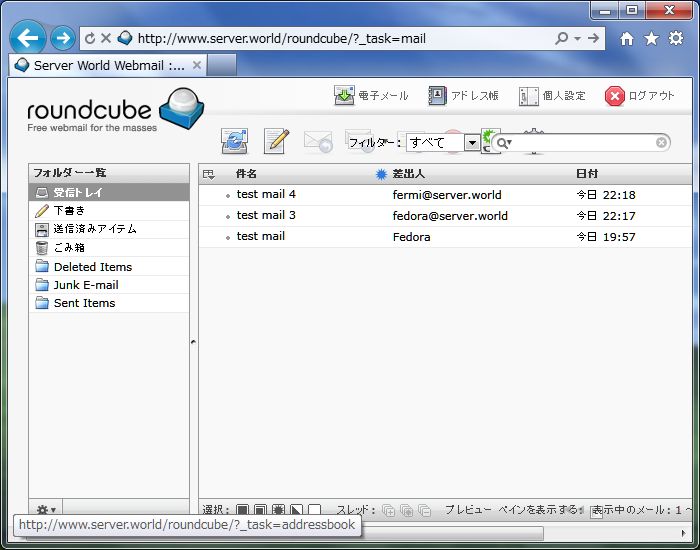 http://www.server.world/roundcube/?_task=mail
Server World Webmail :...
roundcube
Free webmail for the masses
電子メール アドレス帳 個人設定 ログアウト
フィルター: すべて
フォルダー一覧
受信トレイ
下書き
送信済みアイテム
ごみ箱
Deleted Items
Junk E-mail
Sent Items
件名 差出人 日付
test mail 4 fermi@server.world 今日 22:18
test mail 3 fedora@server.world 今日 22:17
test mail Fedora 今日 19:57
選択: スレッド: プレビュー ペインを表示する: 表示中のメール: 1 ~
http://www.server.world/roundcube/?_task=addressbook